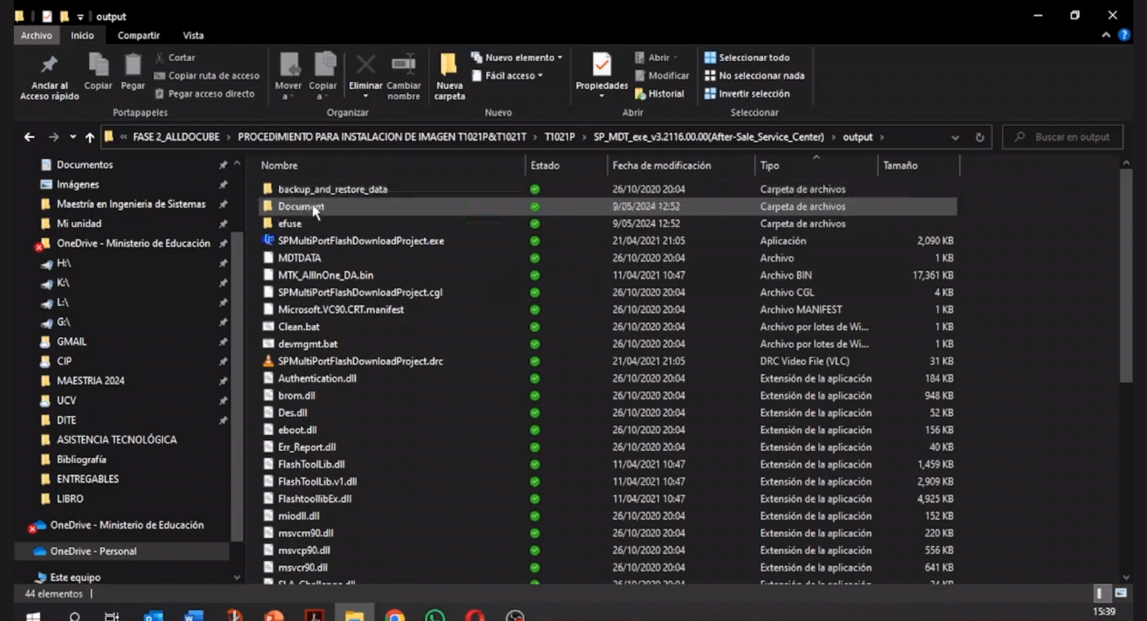 output
Archivo Inicio Compartir Vista
Anclar al Acceso rápido
Copiar
Pegar
Cortar
Copiar ruta de acceso
Pegar acceso directo
Mover a
Copiar a
Eliminar
Cambiar nombre
Nueva carpeta
Nuevo elemento
Fácil acceso
Propiedades
Abrir
Modificar
Historial
Seleccionar todo
No seleccionar nada
Invertir selección
Portapapeles Organizar Nuevo Abrir Seleccionar
« FASE 2_ALLDOCUBE > PROCEDIMIENTO PARA INSTALACION DE IMAGEN T1021P&T1021T > T1021P > SP_MDT_exe_v3.2116.00.00(After-Sale_Service_Center) > output >
Buscar en output
Documentos
Imágenes
Maestría en Ingenieria de Sistemas
Mi unidad
OneDrive - Ministerio de Educación
H:\
K:\
L:\
G:\
GMAIL
CIP
MAESTRIA 2024
UCV
DITE
ASISTENCIA TECNOLÓGICA
Bibliografía
ENTREGABLES
LIBRO
OneDrive - Ministerio de Educación
OneDrive - Personal
Este equipo
Nombre Estado Fecha de modificación Tipo Tamaño
backup_and_restore_data 26/10/2020 20:04 Carpeta de archivos
Document 9/05/2024 12:52 Carpeta de archivos
efuse 9/05/2024 12:52 Carpeta de archivos
SPMultiPortFlashDownloadProject.exe 21/04/2021 21:05 Aplicación 2,090 KB
MDTDATA 26/10/2020 20:04 Archivo 1 KB
MTK_AllInOne_DA.bin 11/04/2021 10:47 Archivo BIN 17,361 KB
SPMultiPortFlashDownloadProject.cgl 26/10/2020 20:04 Archivo CGL 4 KB
Microsoft.VC90.CRT.manifest 26/10/2020 20:04 Archivo MANIFEST 1 KB
Clean.bat 26/10/2020 20:04 Archivo por lotes de Wi... 1 KB
devmgmt.bat 26/10/2020 20:04 Archivo por lotes de Wi... 1 KB
SPMultiPortFlashDownloadProject.drc 21/04/2021 21:05 DRC Video File (VLC) 31 KB
Authentication.dll 26/10/2020 20:04 Extensión de la aplicación 184 KB
brom.dll 26/10/2020 20:04 Extensión de la aplicación 948 KB
Des.dll 26/10/2020 20:04 Extensión de la aplicación 52 KB
eboot.dll 26/10/2020 20:04 Extensión de la aplicación 156 KB
Err_Report.dll 26/10/2020 20:04 Extensión de la aplicación 40 KB
FlashToolLib.dll 11/04/2021 10:47 Extensión de la aplicación 1,459 KB
FlashToolLib.v1.dll 11/04/2021 10:47 Extensión de la aplicación 2,909 KB
FlashtoollibEx.dll 11/04/2021 10:47 Extensión de la aplicación 4,925 KB
miodll.dll 26/10/2020 20:04 Extensión de la aplicación 152 KB
msvcm90.dll 26/10/2020 20:04 Extensión de la aplicación 220 KB
msvcp90.dll 26/10/2020 20:04 Extensión de la aplicación 556 KB
msvcr90.dll 26/10/2020 20:04 Extensión de la aplicación 641 KB
44 elementos
15:39